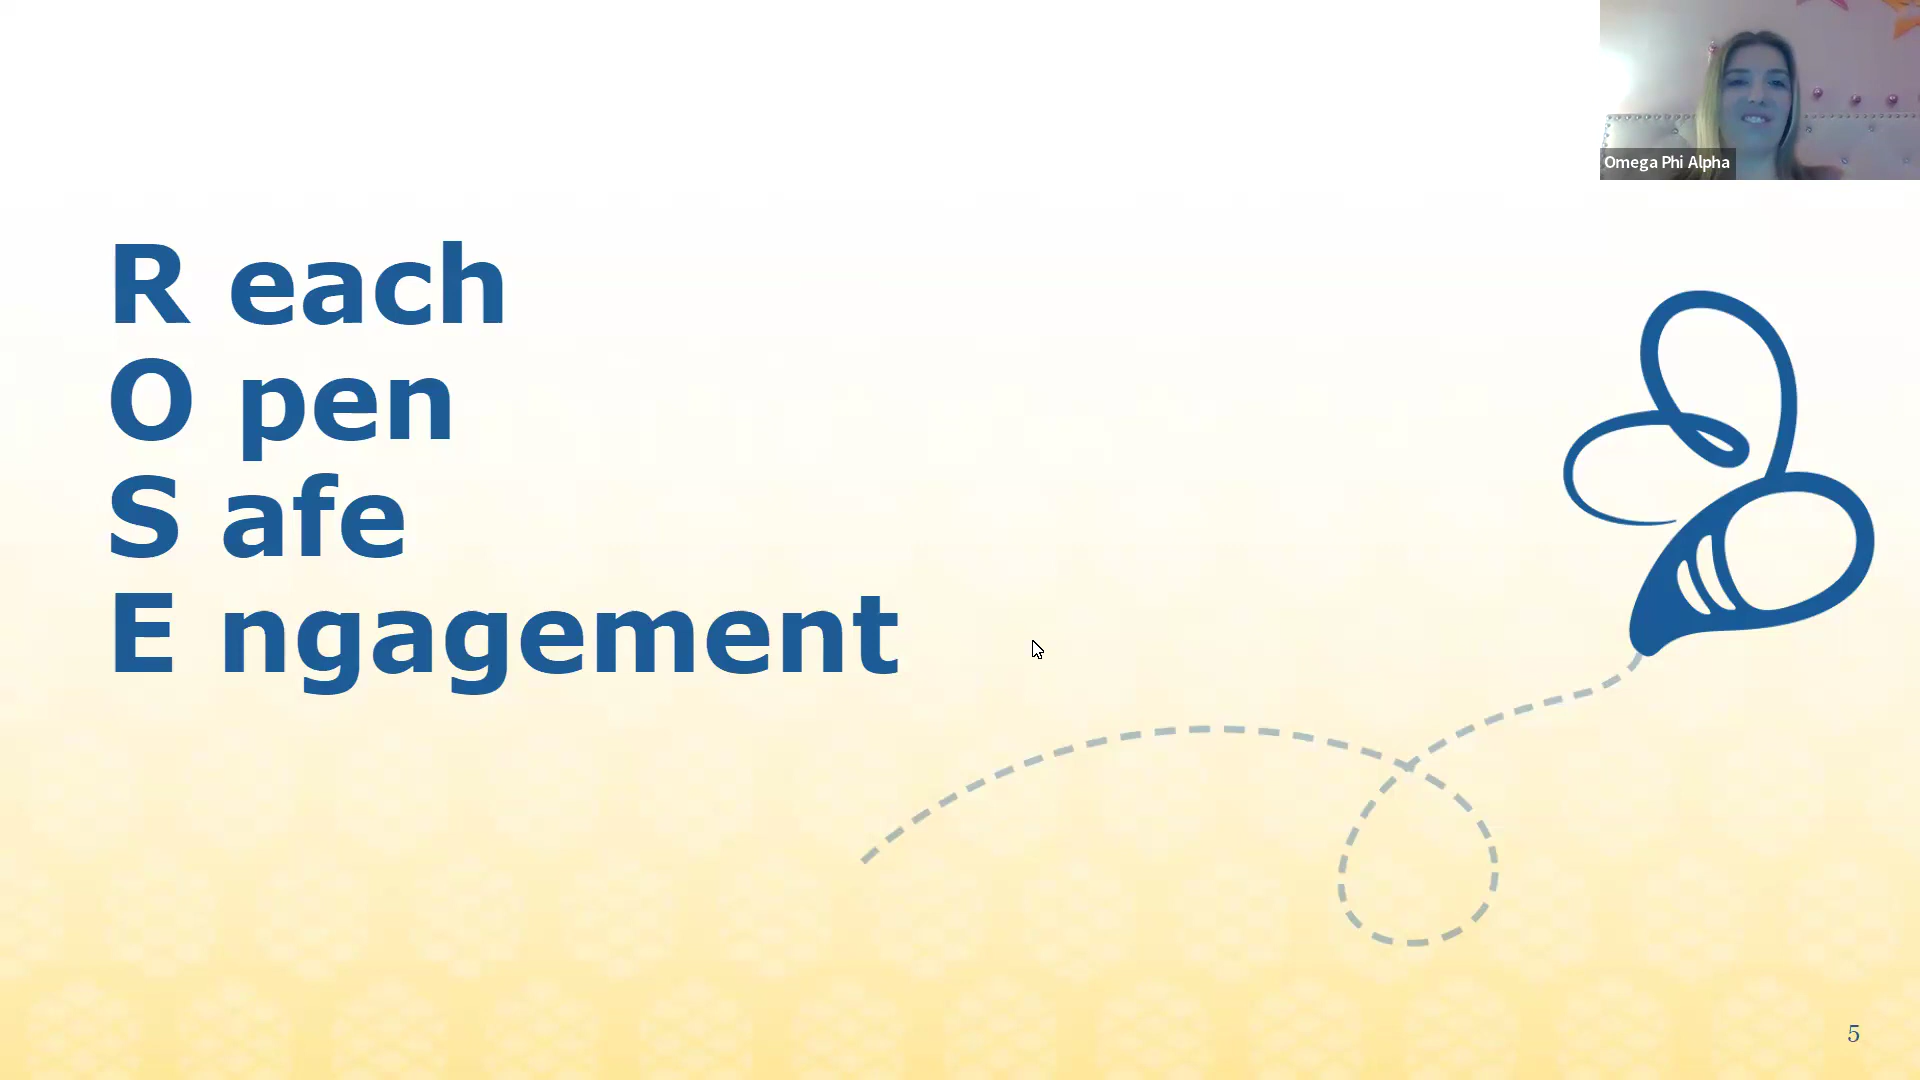 Omega Phi Alpha
R each
O pen
S afe
E ngagement
5